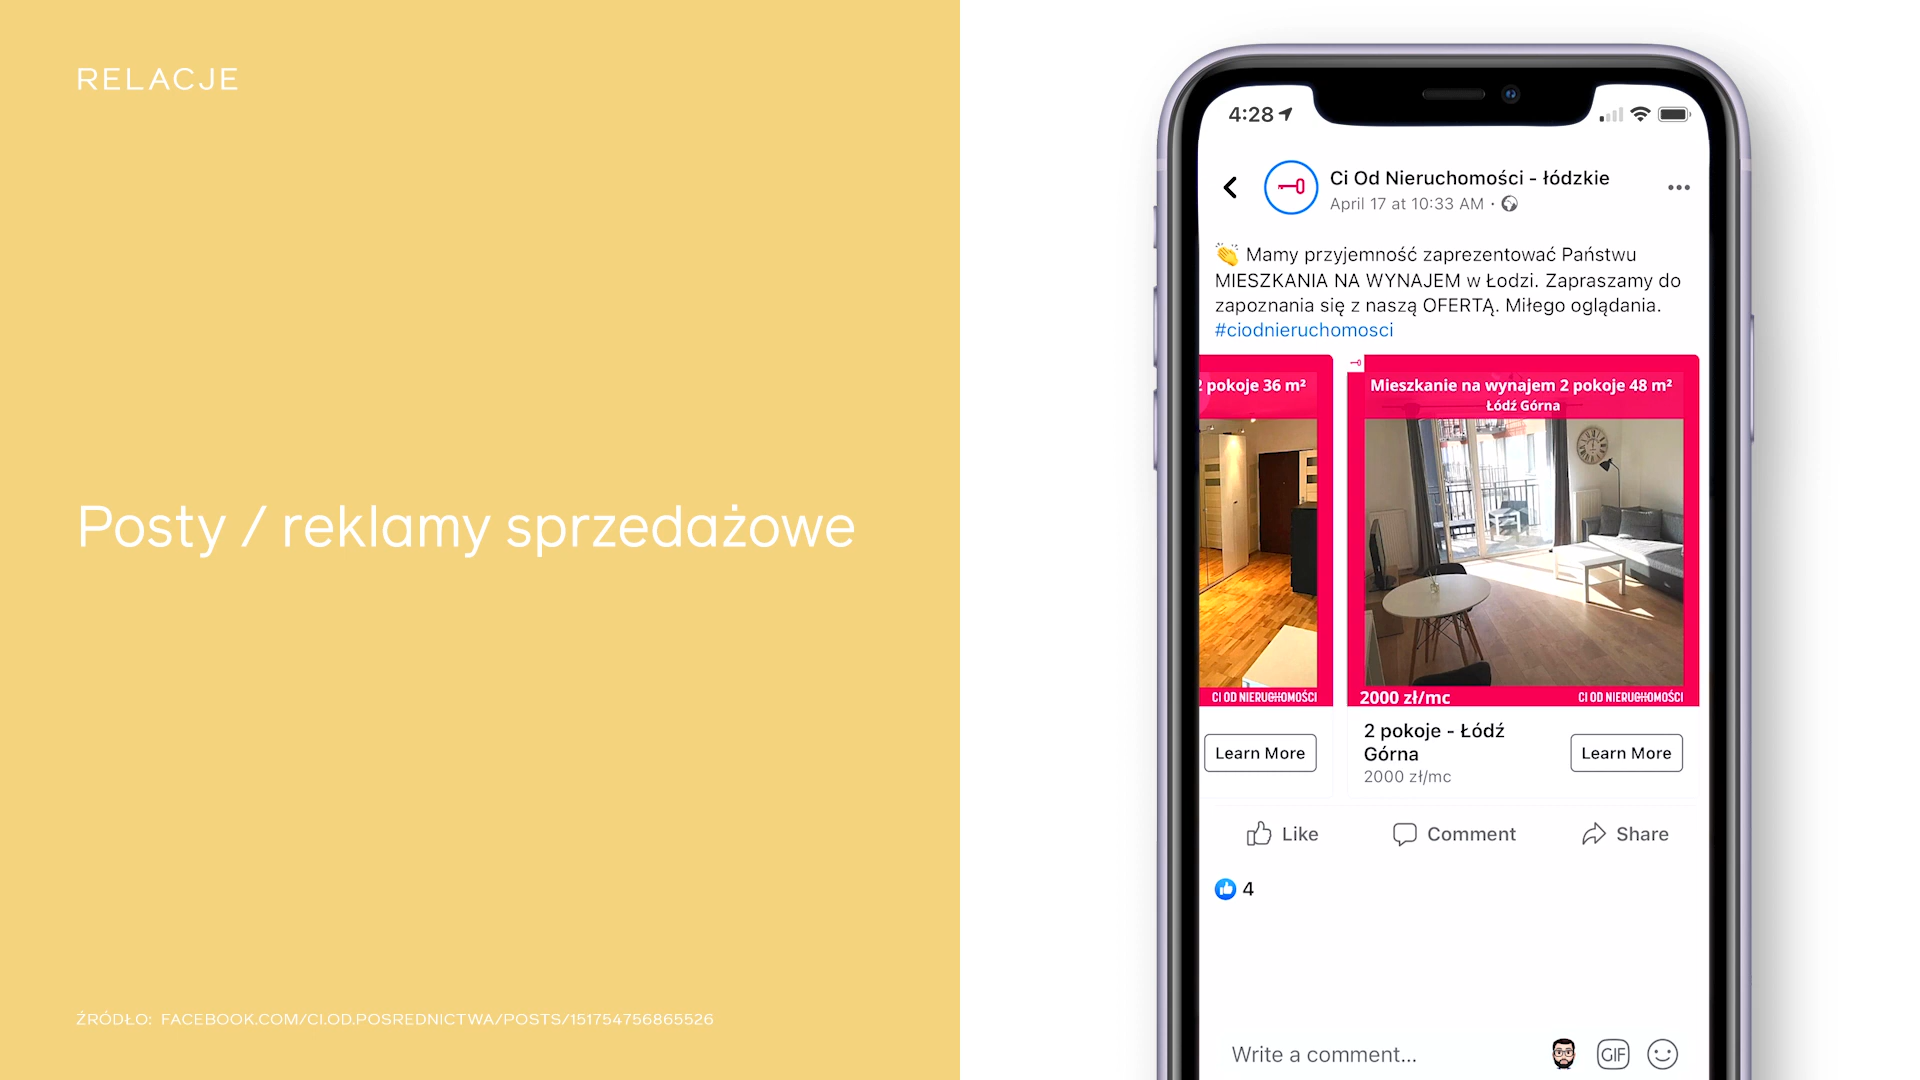 RELACJE
Posty / reklamy sprzedażowe
ŹRÓDŁO: FACEBOOK.COM/CI.OD.POSREDNICTWA/POSTS/151754756865526
4:28
Ci Od Nieruchomości - łódzkie
April 17 at 10:33 AM ·
👏 Mamy przyjemność zaprezentować Państwu
MIESZKANIA NA WYNAJEM w Łodzi. Zapraszamy do
zapoznania się z naszą OFERTĄ. Miłego oglądania.
#ciodnieruchomosci
2 pokoje 36 m²
CI OD NIERUCHOMOŚCI
Learn More
Mieszkanie na wynajem 2 pokoje 48 m²
Łódź Górna
2000 zł/mc
CI OD NIERUCHOMOŚCI
2 pokoje - Łódź
Górna
2000 zł/mc
Learn More
Like
Comment
Share
4
Write a comment...
GIF